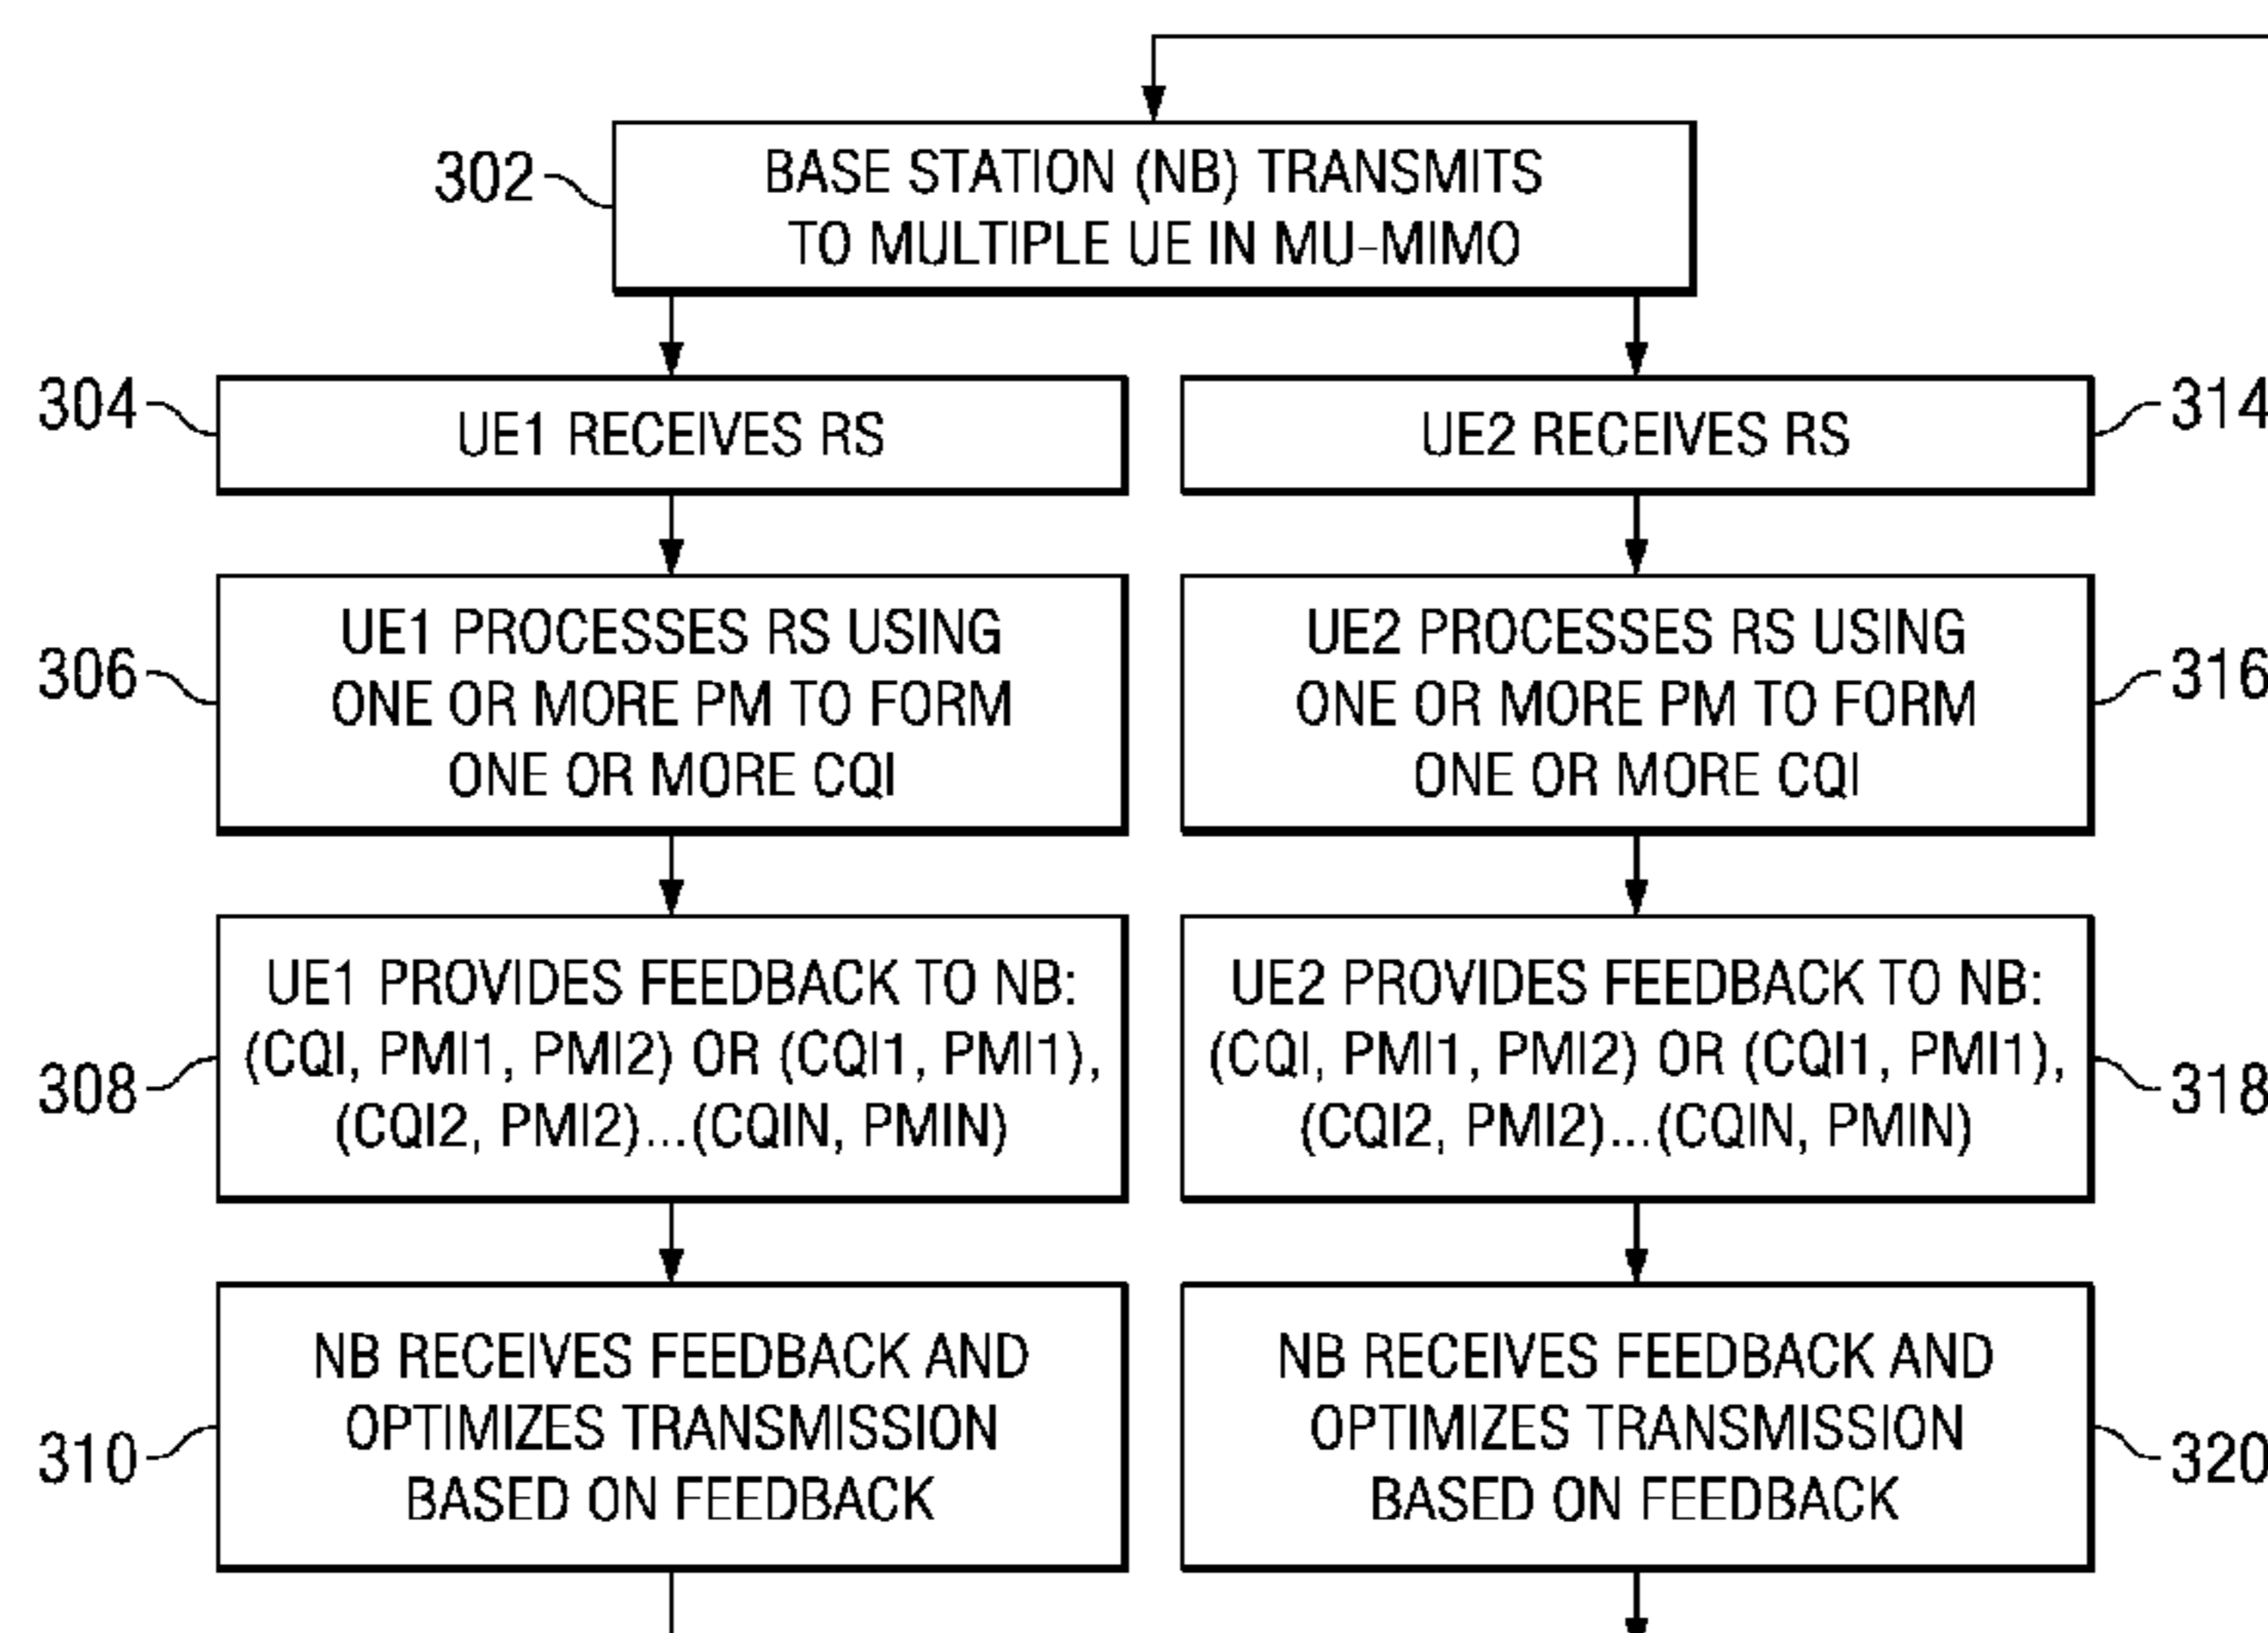 302
BASE STATION (NB) TRANSMITS
TO MULTIPLE UE IN MU-MIMO
304
UE1 RECEIVES RS
UE2 RECEIVES RS
314
306
UE1 PROCESSES RS USING
ONE OR MORE PM TO FORM
ONE OR MORE CQI
UE2 PROCESSES RS USING
ONE OR MORE PM TO FORM
ONE OR MORE CQI
316
308
UE1 PROVIDES FEEDBACK TO NB:
(CQI, PMI1, PMI2) OR (CQI1, PMI1),
(CQI2, PMI2)...(CQIN, PMIN)
UE2 PROVIDES FEEDBACK TO NB:
(CQI, PMI1, PMI2) OR (CQI1, PMI1),
(CQI2, PMI2)...(CQIN, PMIN)
318
310
NB RECEIVES FEEDBACK AND
OPTIMIZES TRANSMISSION
BASED ON FEEDBACK
NB RECEIVES FEEDBACK AND
OPTIMIZES TRANSMISSION
BASED ON FEEDBACK
320